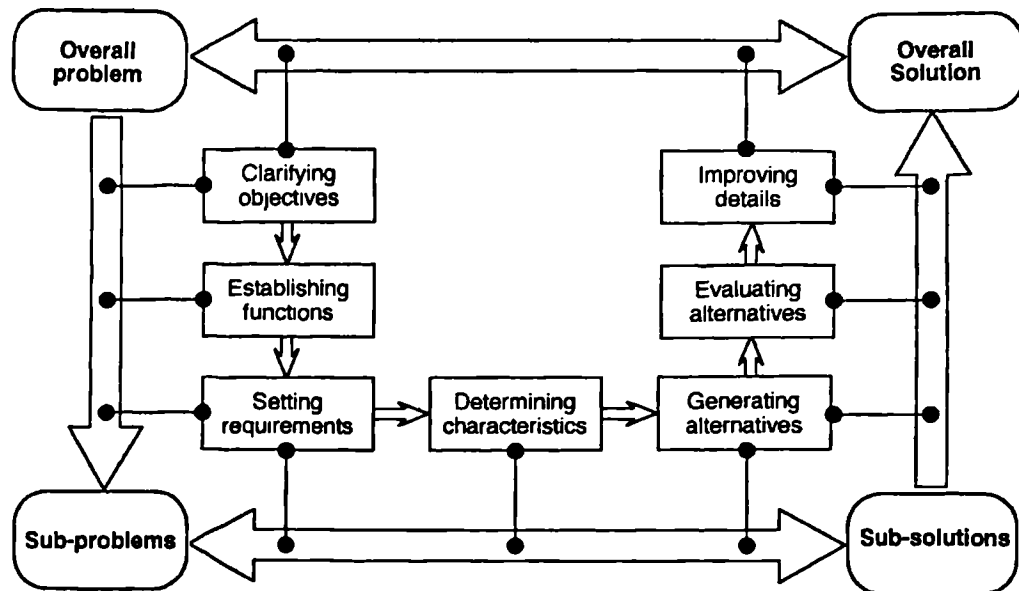 Overall
problem
Overall
Solution
Clarifying
objectives
Improving
details
Establishing
functions
Evaluating
alternatives
Setting
requirements
Determining
characteristics
Generating
alternatives
Sub-problems
Sub-solutions